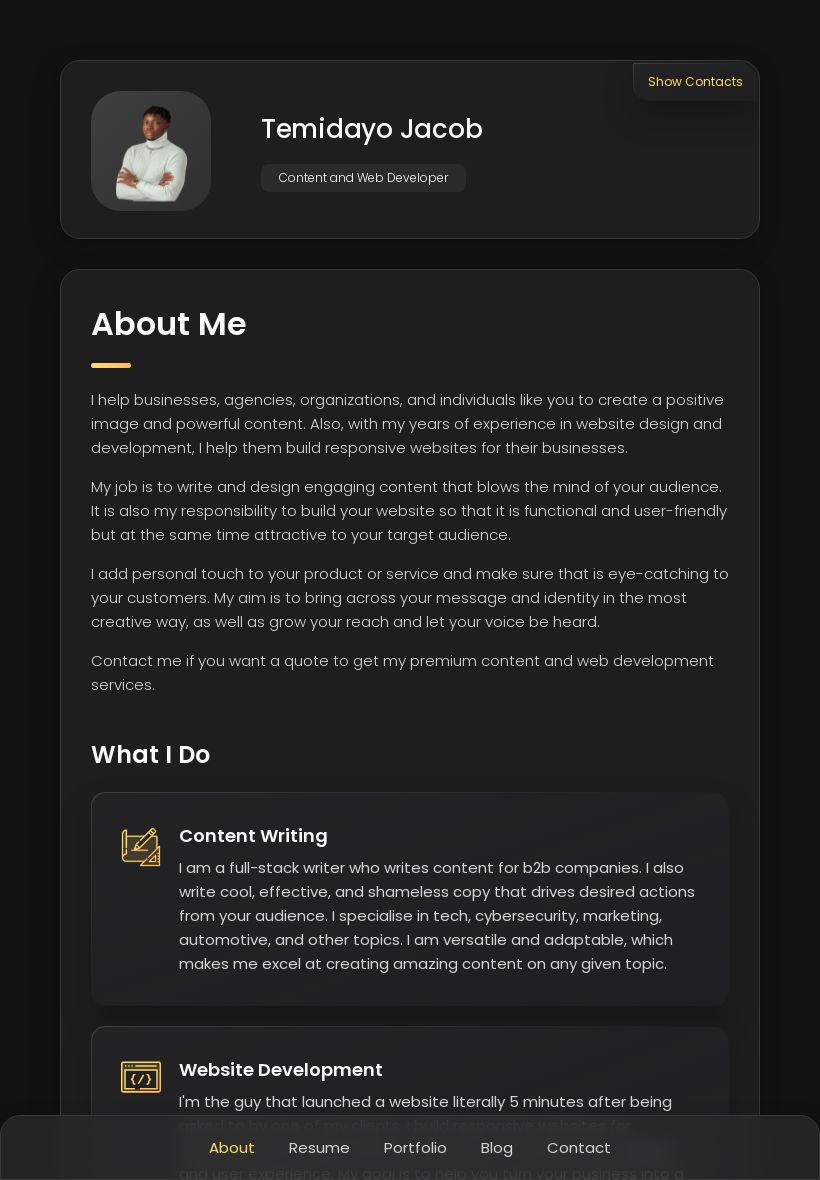 Show Contacts
Temidayo Jacob
Content and Web Developer
About Me
I help businesses, agencies, organizations, and individuals like you to create a positive
image and powerful content. Also, with my years of experience in website design and
development, I help them build responsive websites for their businesses.
My job is to write and design engaging content that blows the mind of your audience.
It is also my responsibility to build your website so that it is functional and user-friendly
but at the same time attractive to your target audience.
I add personal touch to your product or service and make sure that is eye-catching to
your customers. My aim is to bring across your message and identity in the most
creative way, as well as grow your reach and let your voice be heard.
Contact me if you want a quote to get my premium content and web development
services.
What I Do
Content Writing
I am a full-stack writer who writes content for b2b companies. I also
write cool, effective, and shameless copy that drives desired actions
from your audience. I specialise in tech, cybersecurity, marketing,
automotive, and other topics. I am versatile and adaptable, which
makes me excel at creating amazing content on any given topic.
Website Development
I'm the guy that launched a website literally 5 minutes after being
asked to by one of my clients. I build responsive websites for
About Resume Portfolio Blog Contact
and user experience. My goal is to help you turn your business into a